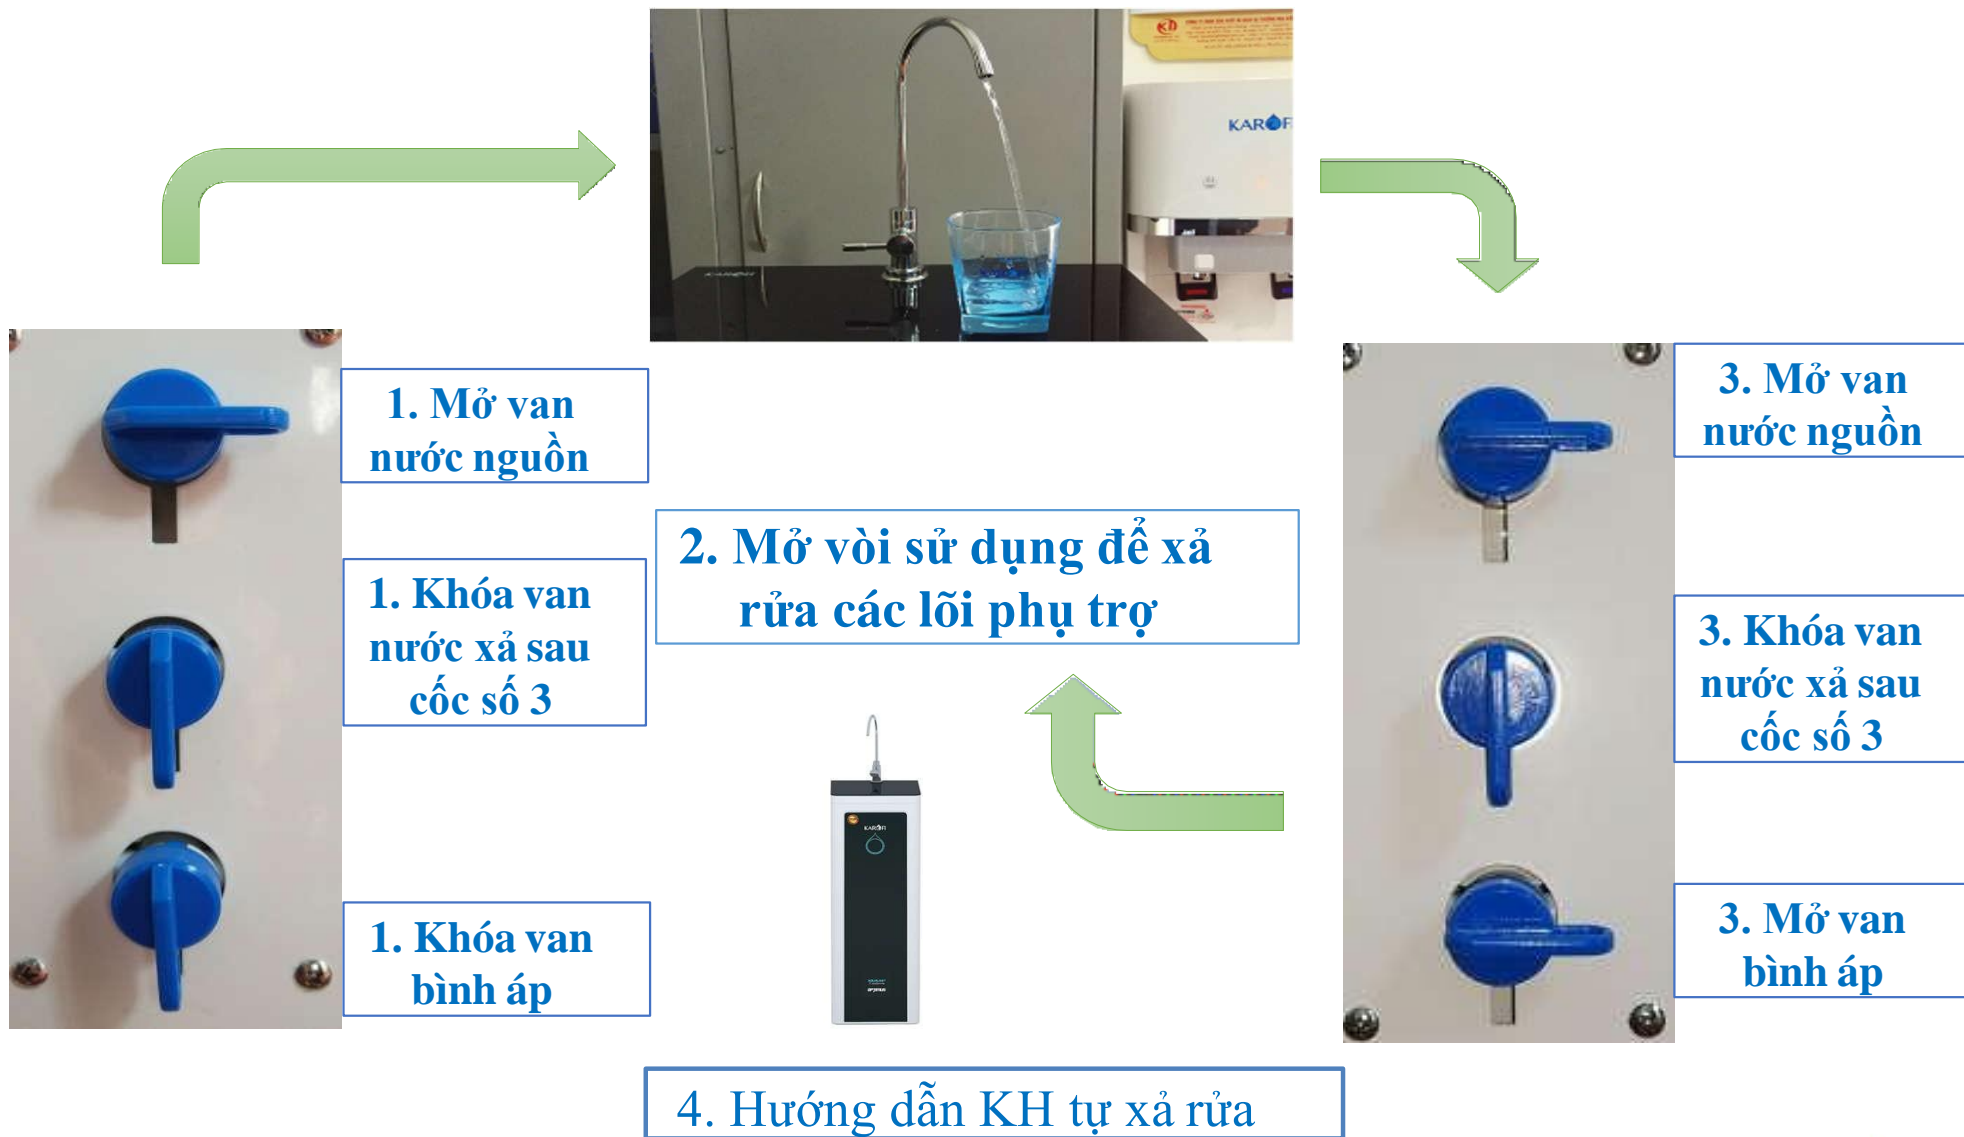 KAROFI
1. Mở van
nước nguồn
1. Khóa van
nước xả sau
cốc số 3
1. Khóa van
bình áp
2. Mở vòi sử dụng để xả
rửa các lõi phụ trợ
KAROFI
3. Mở van
nước nguồn
3. Khóa van
nước xả sau
cốc số 3
3. Mở van
bình áp
4. Hướng dẫn KH tự xả rửa